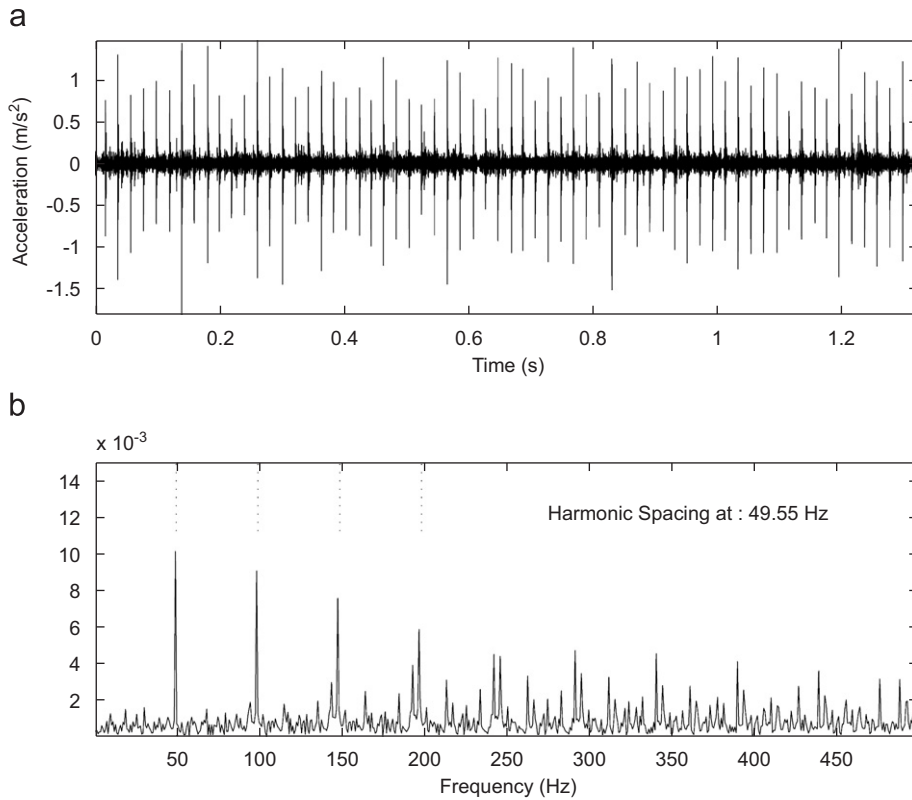 a
Acceleration (m/s²)
1
0.5
0
-0.5
-1
-1.5
0 0.2 0.4 0.6 0.8 1 1.2
Time (s)
b
x 10⁻³
14
12
10
8
6
4
2
Harmonic Spacing at : 49.55 Hz
50 100 150 200 250 300 350 400 450
Frequency (Hz)